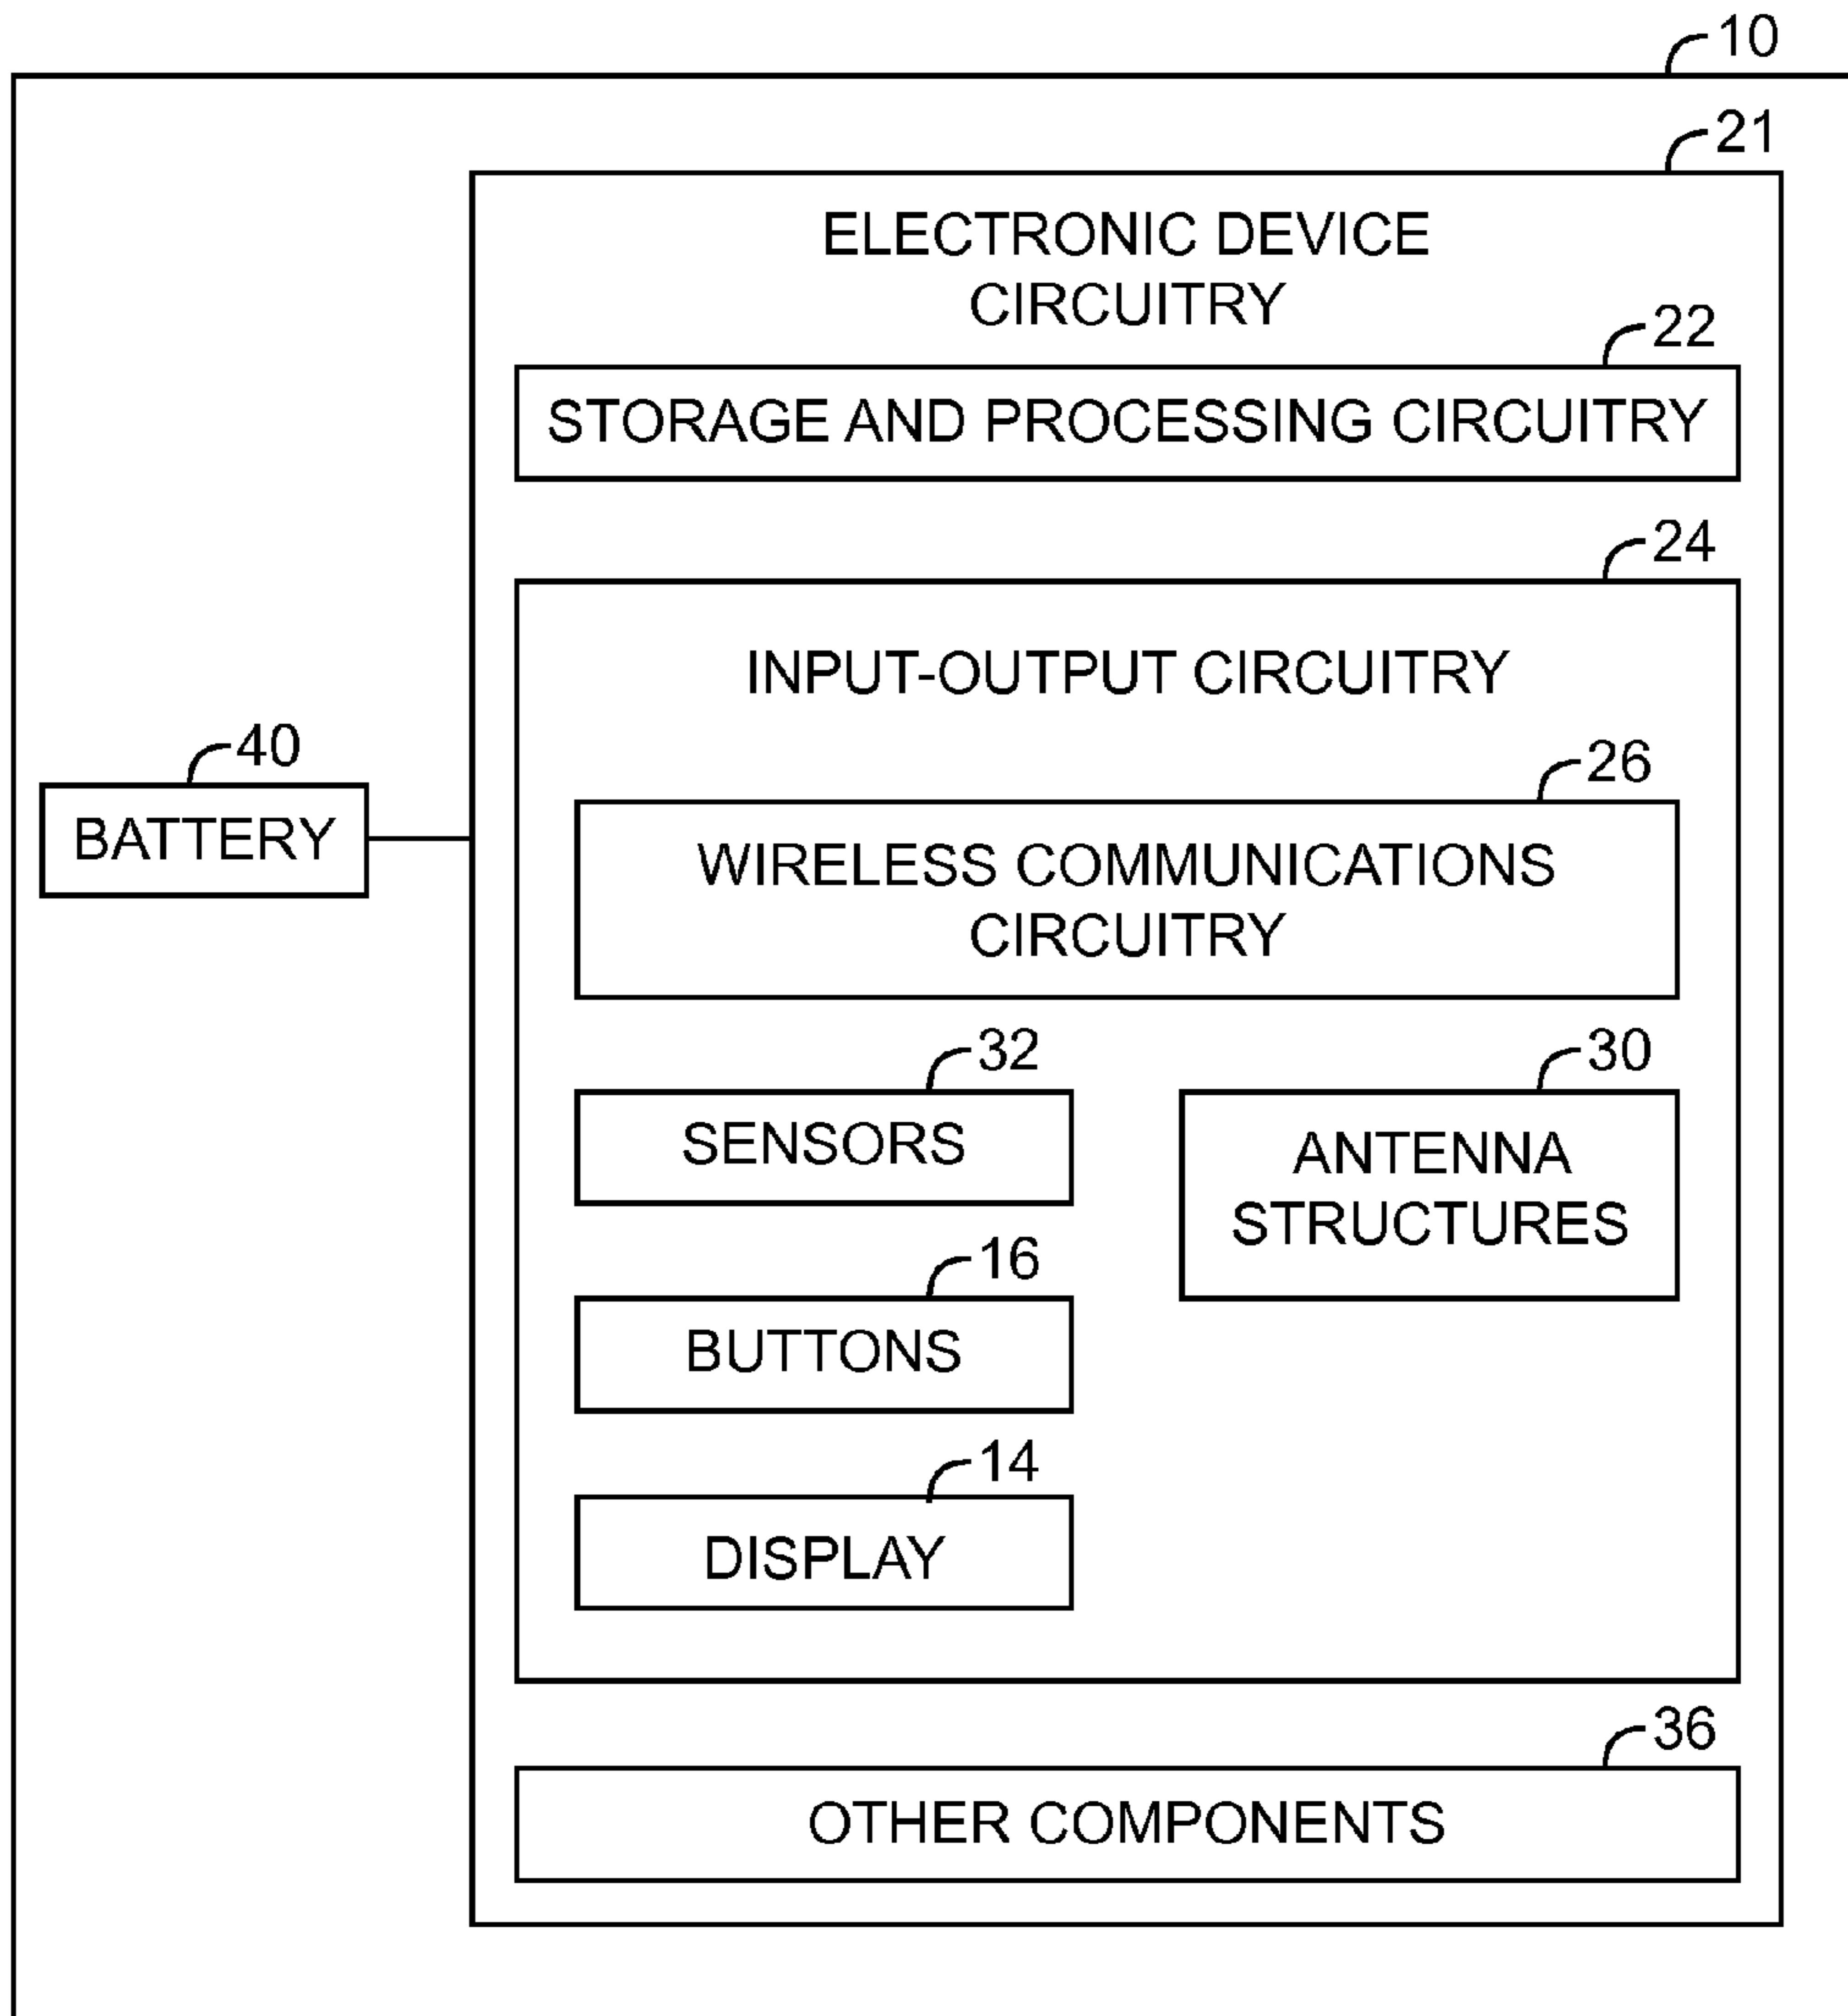 10
21
ELECTRONIC DEVICE
CIRCUITRY
22
STORAGE AND PROCESSING CIRCUITRY
24
INPUT-OUTPUT CIRCUITRY
40
BATTERY
26
WIRELESS COMMUNICATIONS
CIRCUITRY
32
SENSORS
30
ANTENNA
STRUCTURES
16
BUTTONS
14
DISPLAY
36
OTHER COMPONENTS